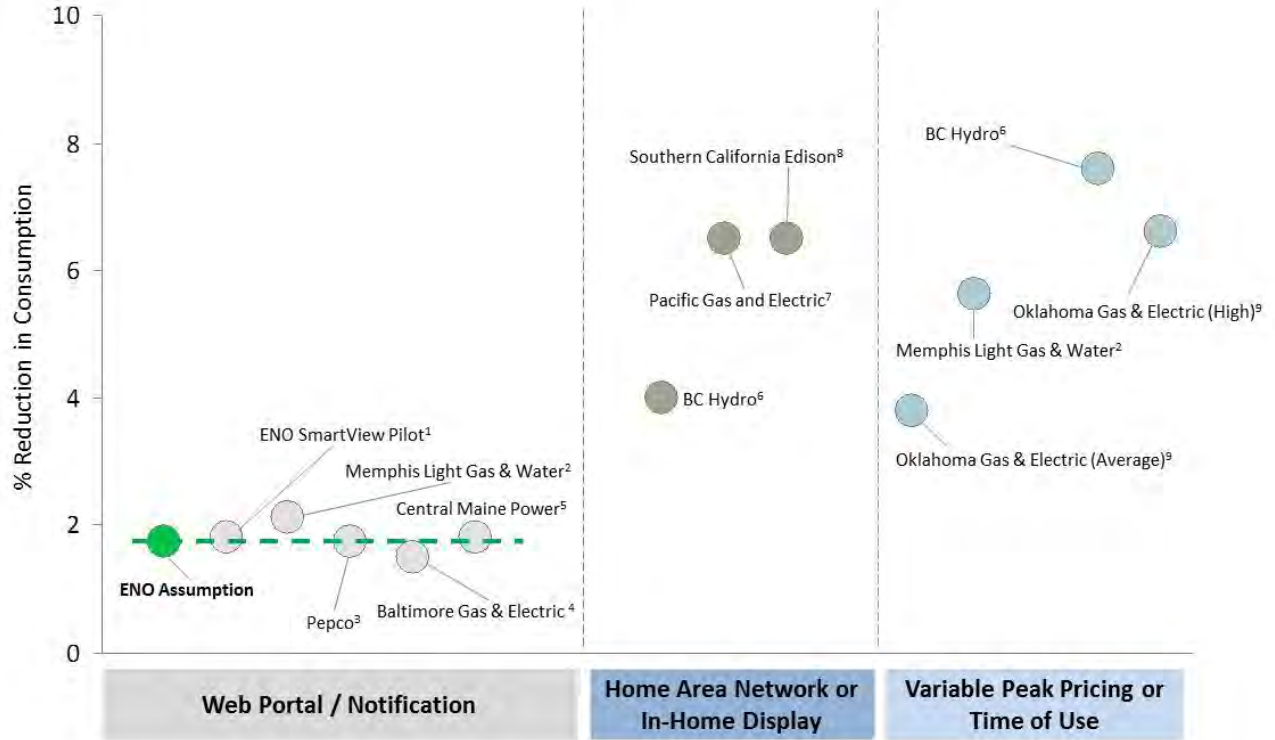 10
8
6
4
2
0
% Reduction in Consumption
ENO Assumption
ENO SmartView Pilot¹
Memphis Light Gas & Water²
Pepco³
Baltimore Gas & Electric ⁴
Central Maine Power⁵
Southern California Edison⁸
Pacific Gas and Electric⁷
BC Hydro⁶
BC Hydro⁶
Oklahoma Gas & Electric (High)⁹
Memphis Light Gas & Water²
Oklahoma Gas & Electric (Average)⁹
Web Portal / Notification
Home Area Network or
In-Home Display
Variable Peak Pricing or
Time of Use